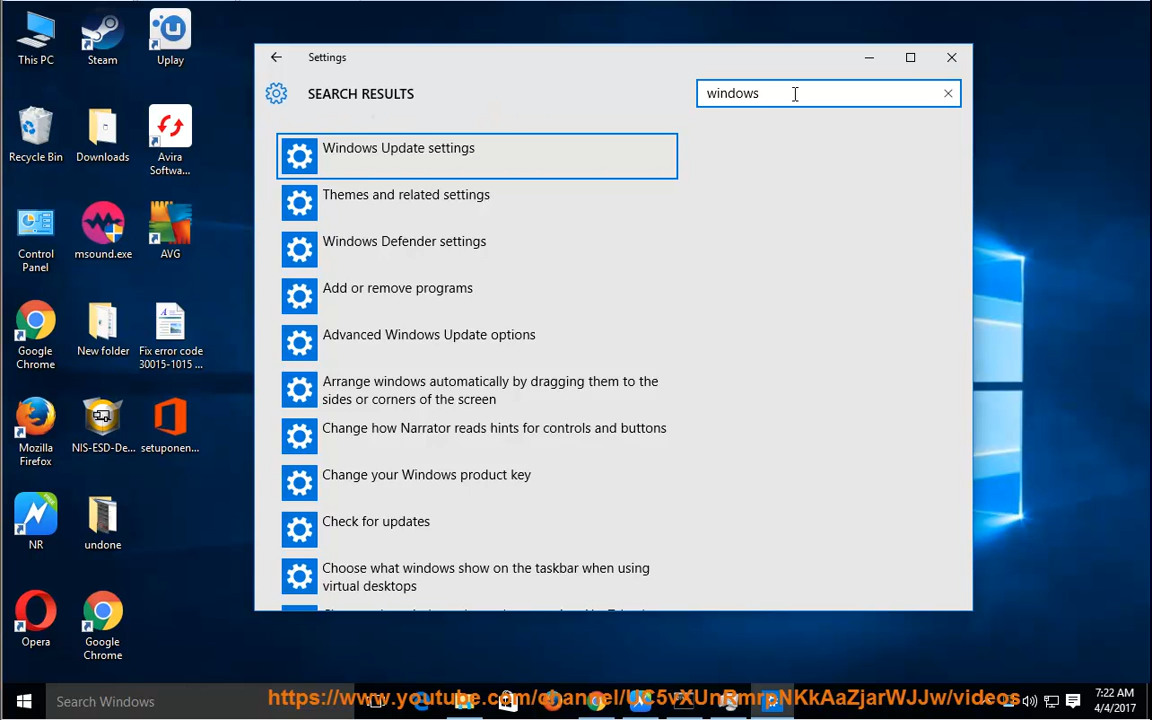 This PC
Steam
Uplay
Recycle Bin
Downloads
Avira
Softwa...
Control
Panel
msound.exe
AVG
Google
Chrome
New folder
Fix error code
30015-1015 ...
Mozilla
Firefox
NIS-ESD-De...
setuponen...
NR
undone
Opera
Google
Chrome
Settings
SEARCH RESULTS
windows
Windows Update settings
Themes and related settings
Windows Defender settings
Add or remove programs
Advanced Windows Update options
Arrange windows automatically by dragging them to the
sides or corners of the screen
Change how Narrator reads hints for controls and buttons
Change your Windows product key
Check for updates
Choose what windows show on the taskbar when using
virtual desktops
Search Windows
7:22 AM
4/4/2017